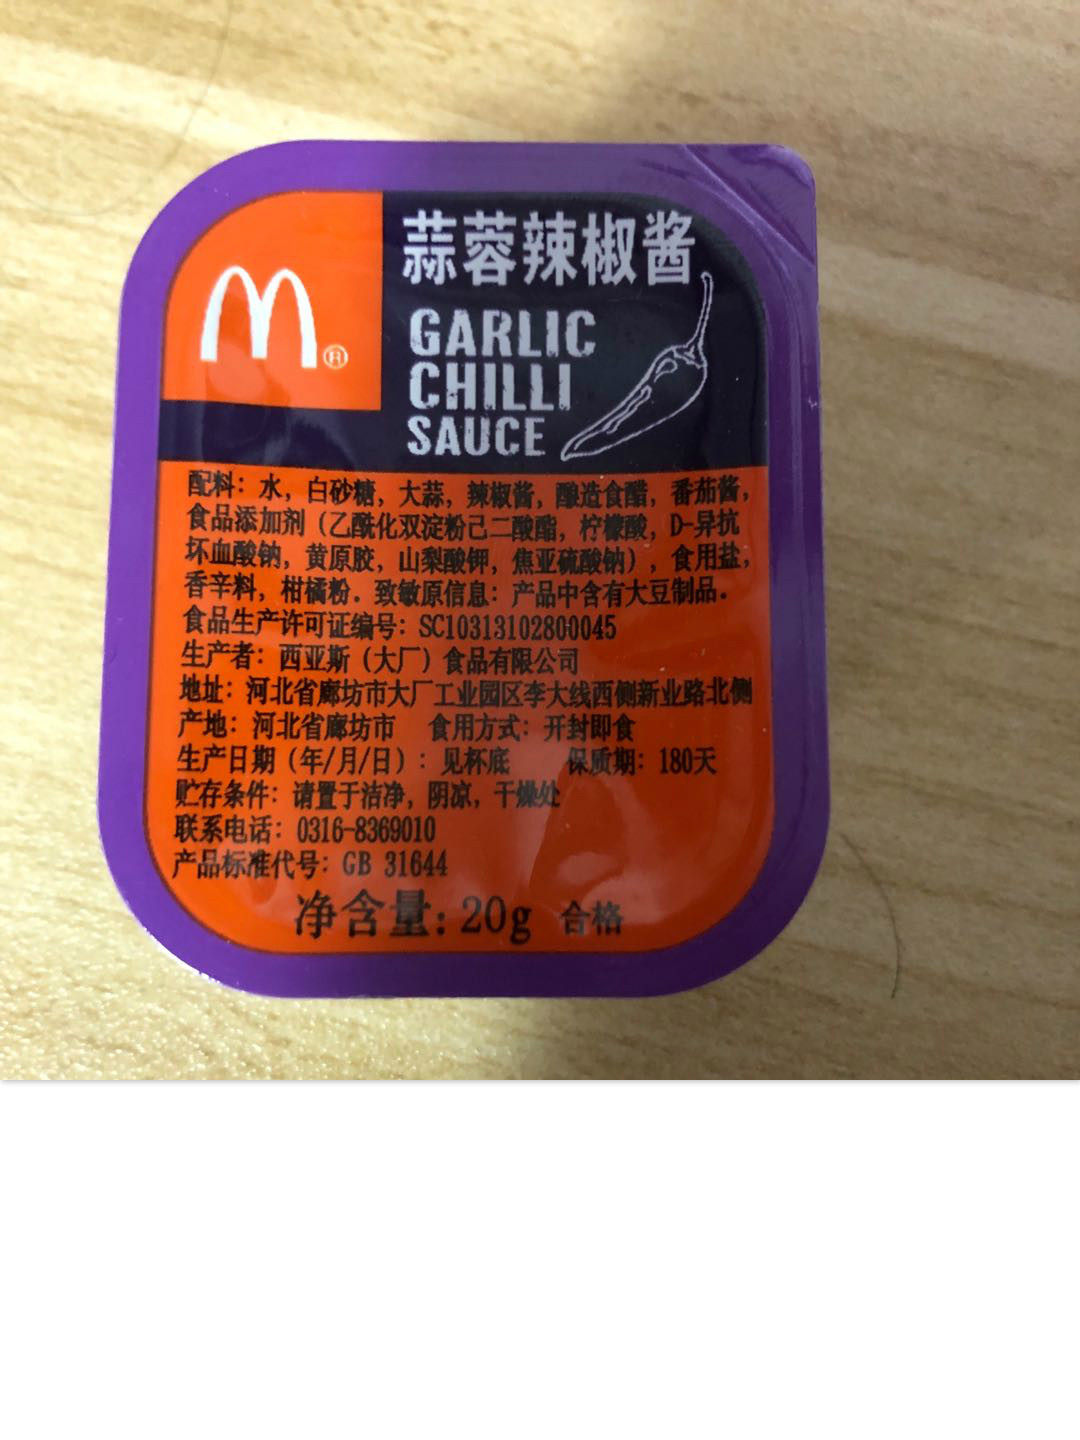 蒜蓉辣椒酱
GARLIC
CHILLI
SAUCE
配料：水，白砂糖，大蒜，辣椒酱，酿造食醋，番茄酱，
食品添加剂（乙酰化双淀粉己二酸酯，柠檬酸，D-异抗
坏血酸钠，黄原胶，山梨酸钾，焦亚硫酸钠），食用盐，
香辛料，柑橘粉．致敏原信息：产品中含有大豆制品．
食品生产许可证编号：SC10313102800045
生产者：西亚斯（大厂）食品有限公司
地址：河北省廊坊市大厂工业园区李大线西侧新业路北侧
产地：河北省廊坊市 食用方式：开封即食
生产日期（年/月/日）：见杯底 保质期：180天
贮存条件：请置于洁净，阴凉，干燥处
联系电话：0316-8369010
产品标准代号：GB 31644
净含量：20g 合格